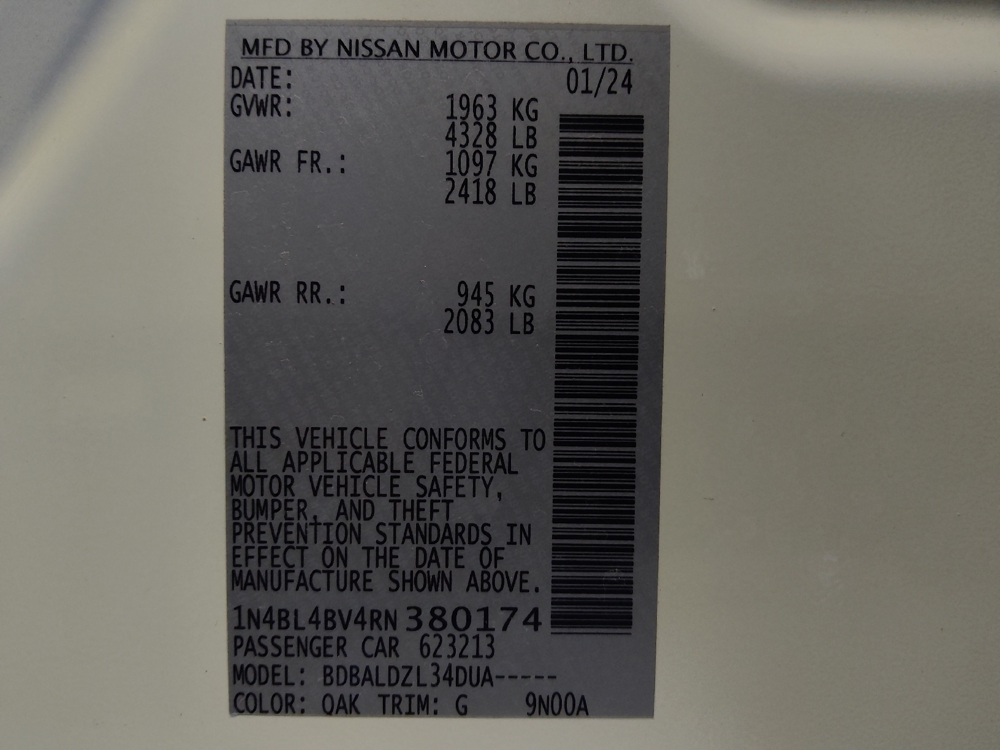 MFD BY NISSAN MOTOR CO., LTD.
DATE: 01/24
GVWR: 1963 KG
4328 LB
GAWR FR.: 1097 KG
2418 LB
GAWR RR.: 945 KG
2083 LB
THIS VEHICLE CONFORMS TO
ALL APPLICABLE FEDERAL
MOTOR VEHICLE SAFETY,
BUMPER, AND THEFT
PREVENTION STANDARDS IN
EFFECT ON THE DATE OF
MANUFACTURE SHOWN ABOVE.
1N4BL4BV4RN380174
PASSENGER CAR 623213
MODEL: BDBALDZL34DUA-----
COLOR: QAK TRIM: G 9N00A